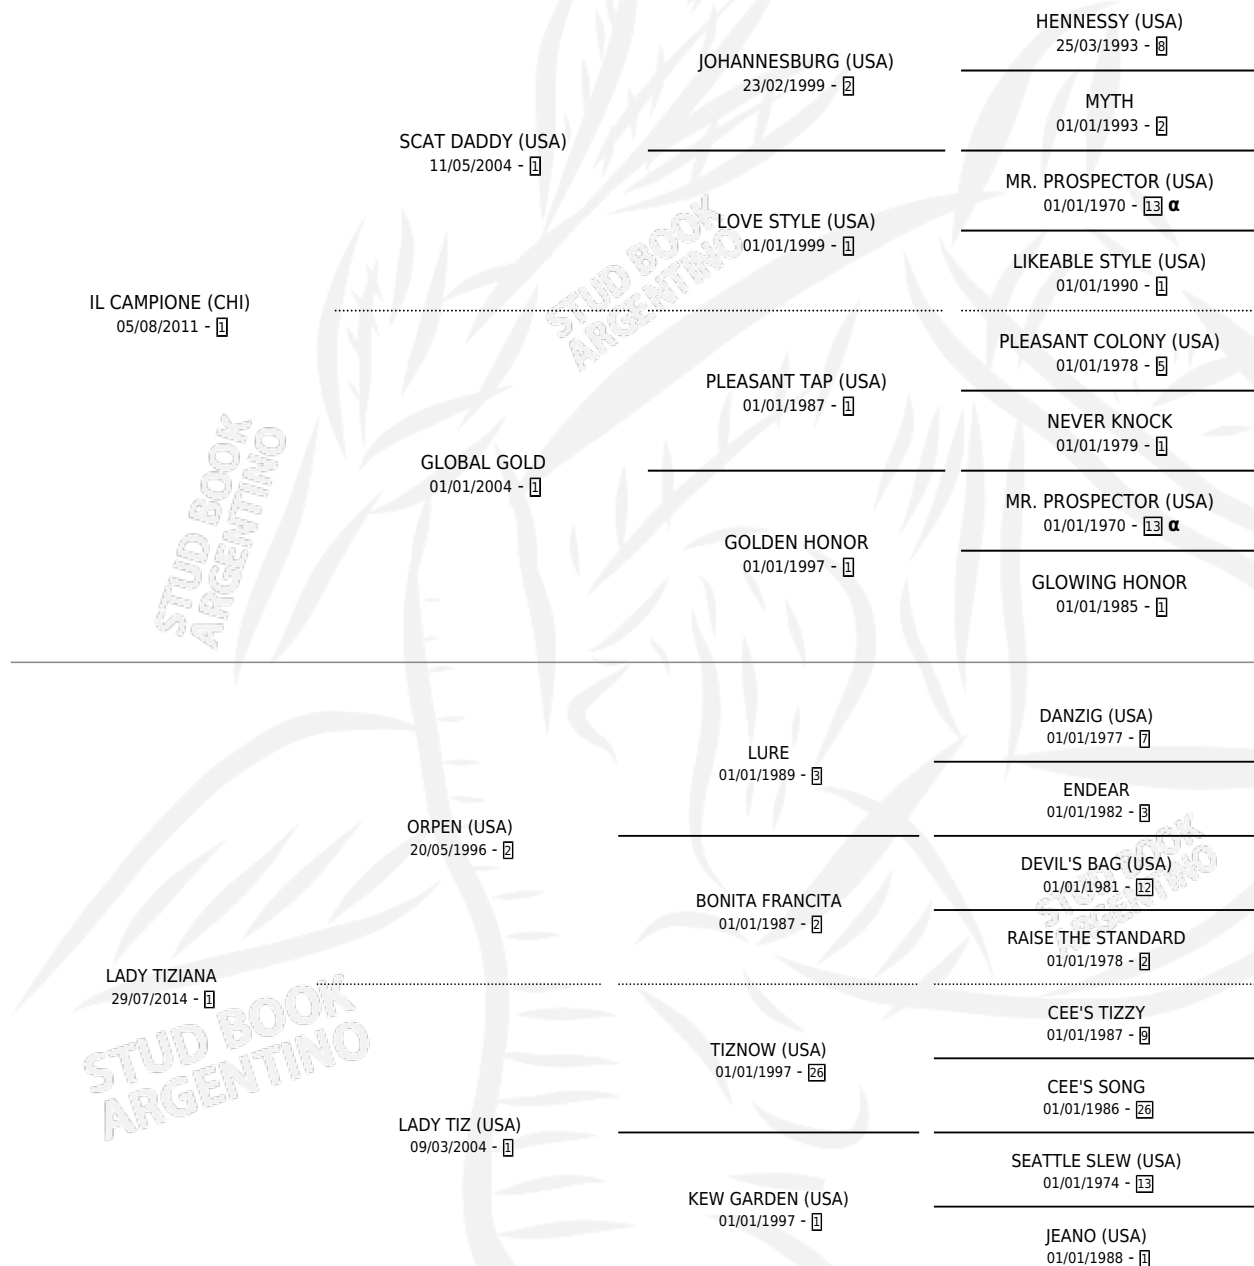 HENNESSY (USA)
25/03/1993 - 8
JOHANNESBURG (USA)
23/02/1999 - 2
MYTH
01/01/1993 - 2
SCAT DADDY (USA)
11/05/2004 - 1
MR. PROSPECTOR (USA)
01/01/1970 - 13 α
LOVE STYLE (USA)
01/01/1999 - 1
LIKEABLE STYLE (USA)
01/01/1990 - 1
IL CAMPIONE (CHI)
05/08/2011 - 1
PLEASANT COLONY (USA)
01/01/1978 - 5
PLEASANT TAP (USA)
01/01/1987 - 1
NEVER KNOCK
01/01/1979 - 1
GLOBAL GOLD
01/01/2004 - 1
MR. PROSPECTOR (USA)
01/01/1970 - 13 α
GOLDEN HONOR
01/01/1997 - 1
GLOWING HONOR
01/01/1985 - 1
DANZIG (USA)
01/01/1977 - 7
LURE
01/01/1989 - 3
ENDEAR
01/01/1982 - 3
ORPEN (USA)
20/05/1996 - 2
DEVIL'S BAG (USA)
01/01/1981 - 12
BONITA FRANCITA
01/01/1987 - 2
RAISE THE STANDARD
01/01/1978 - 2
LADY TIZIANA
29/07/2014 - 1
CEE'S TIZZY
01/01/1987 - 9
TIZNOW (USA)
01/01/1997 - 26
CEE'S SONG
01/01/1986 - 26
LADY TIZ (USA)
09/03/2004 - 1
SEATTLE SLEW (USA)
01/01/1974 - 13
KEW GARDEN (USA)
01/01/1997 - 1
JEANO (USA)
01/01/1988 - 1
STUD BOOK
ARGENTINO
STUD BOOK
ARGENTINO
STUD BOOK
ARGENTINO
STUD BOOK
ARGENTINO